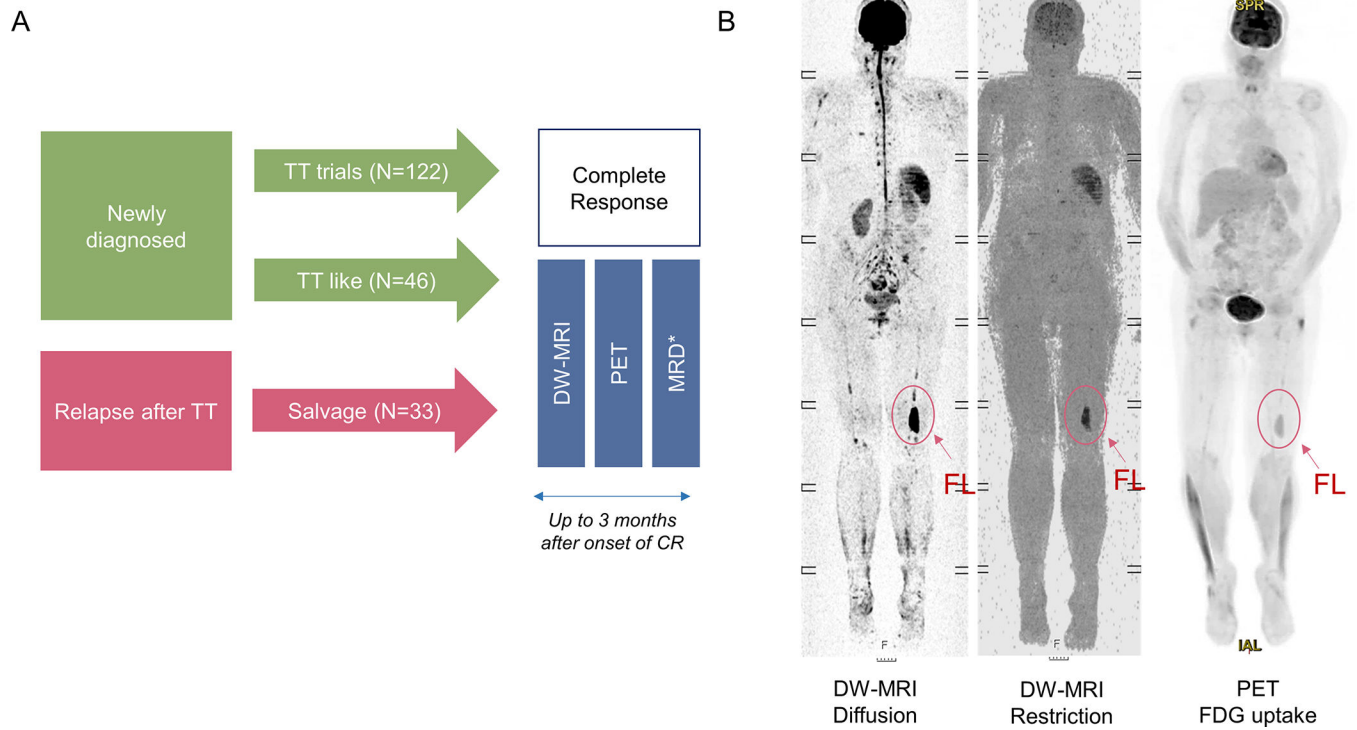 A
Newly
diagnosed
TT trials (N=122)
TT like (N=46)
Relapse after TT
Salvage (N=33)
Complete
Response
DW-MRI
PET
MRD*
Up to 3 months
after onset of CR
B
SPR
FL
FL
FL
F
F
IAL
DW-MRI
Diffusion
DW-MRI
Restriction
PET
FDG uptake